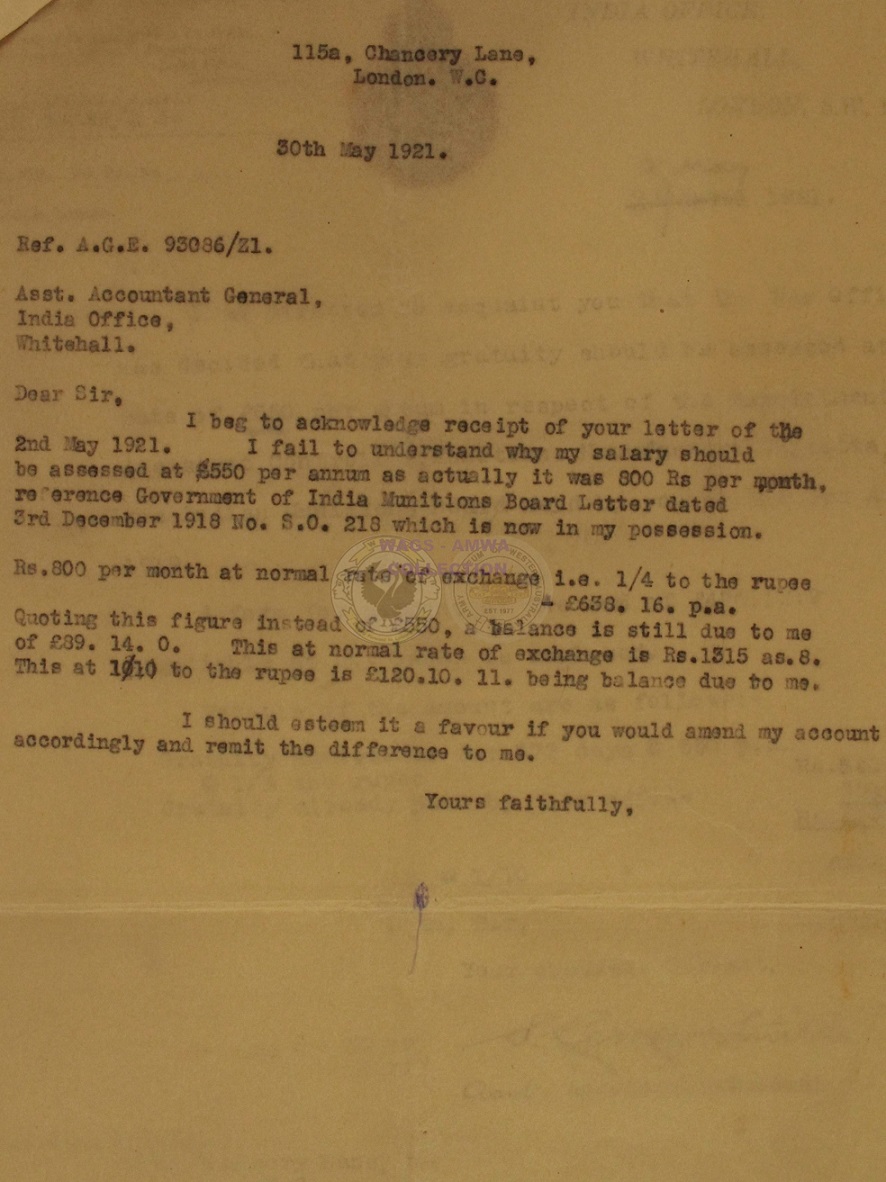 115a, Chancery Lane,
London. W.C.
30th May 1921.
Ref. A.G.E. 93086/Z1.
Asst. Accountant General,
India Office,
Whitehall.
Dear Sir,
I beg to acknowledge receipt of your letter of the
2nd May 1921. I fail to understand why my salary should
be assessed at £550 per annum as actually it was 800 Rs per month,
reference Government of India Munitions Board Letter dated
3rd December 1918 No. S.O. 218 which is now in my possession.
WAGS - AMWA
COLLECTION
Rs.800 per month at normal rate of exchange i.e. 1/4 to the rupee
- £638. 16. p.a.
Quoting this figure instead of £550, a balance is still due to me
of £89. 14. 0. This at normal rate of exchange is Rs.1315 as.8.
This at 1/10 to the rupee is £120.10. 11. being balance due to me.
I should esteem it a favour if you would amend my account
accordingly and remit the difference to me.
Yours faithfully,